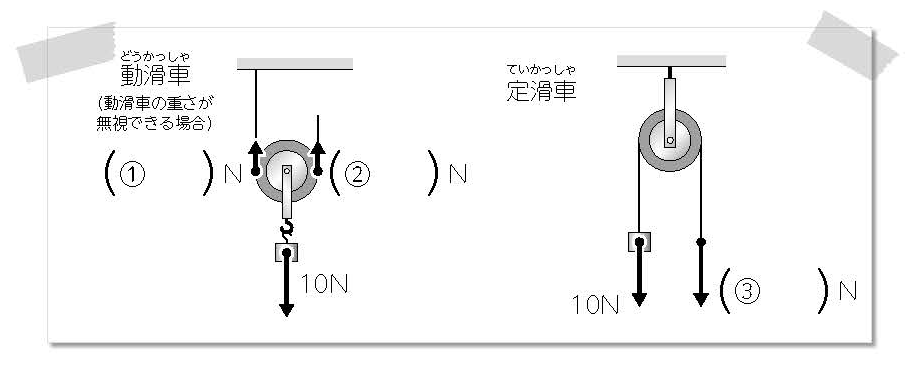 どうかっしゃ
動滑車
(動滑車の重さが
無視できる場合)
(①　　)N
(②　　)N
10N
ていかっしゃ
定滑車
10N
(③　　)N